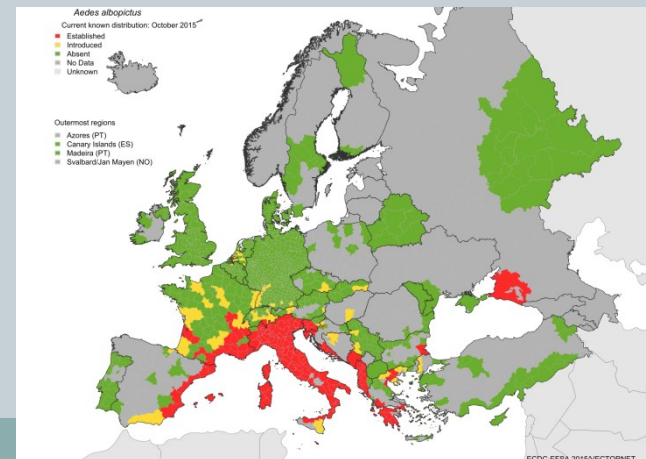 Aedes albopictus
Current known distribution: October 2015
Established
Introduced
Absent
No Data
Unknown
Outermost regions
Azores (PT)
Canary Islands (ES)
Madeira (PT)
Svalbard/Jan Mayen (NO)
ECDC-EFSA 2015/VECTORNET